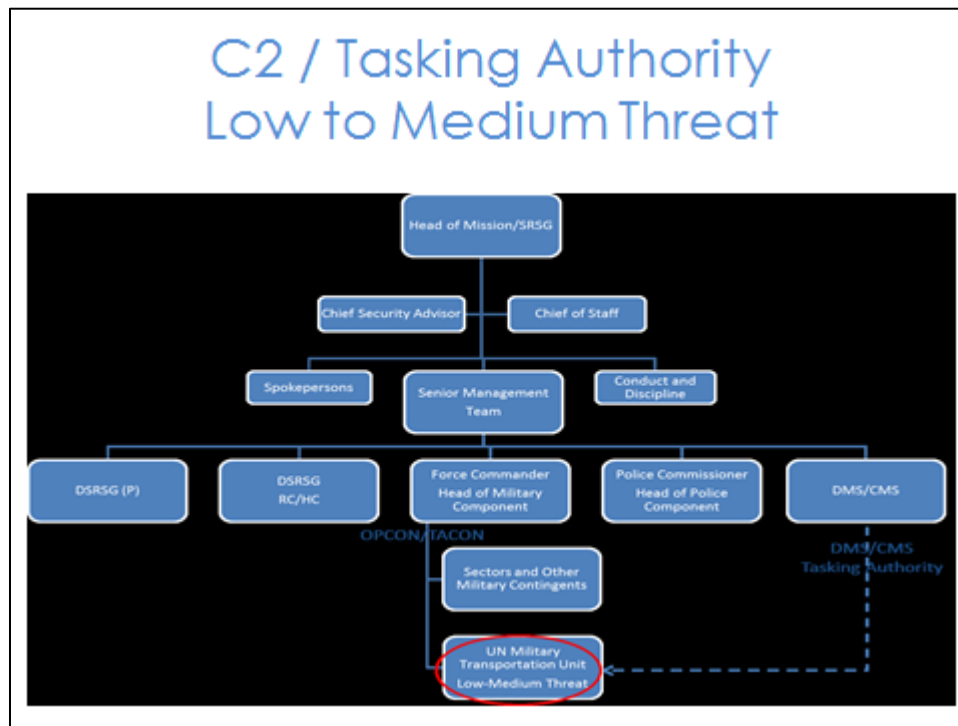 C2 / Tasking Authority
Low to Medium Threat
Head of Mission/SRSG
Chief Security Advisor
Chief of Staff
Spokepersons
Senior Management
Team
Conduct and
Discipline
DSRSG (P)
DSRSG
RC/HC
Force Commander
Head of Military
Component
Police Commissioner
Head of Police
Component
DMS/CMS
OPCON/TACON
DMS/CMS
Tasking Authority
Sectors and Other
Military Contingents
UN Military
Transportation Unit
Low-Medium Threat